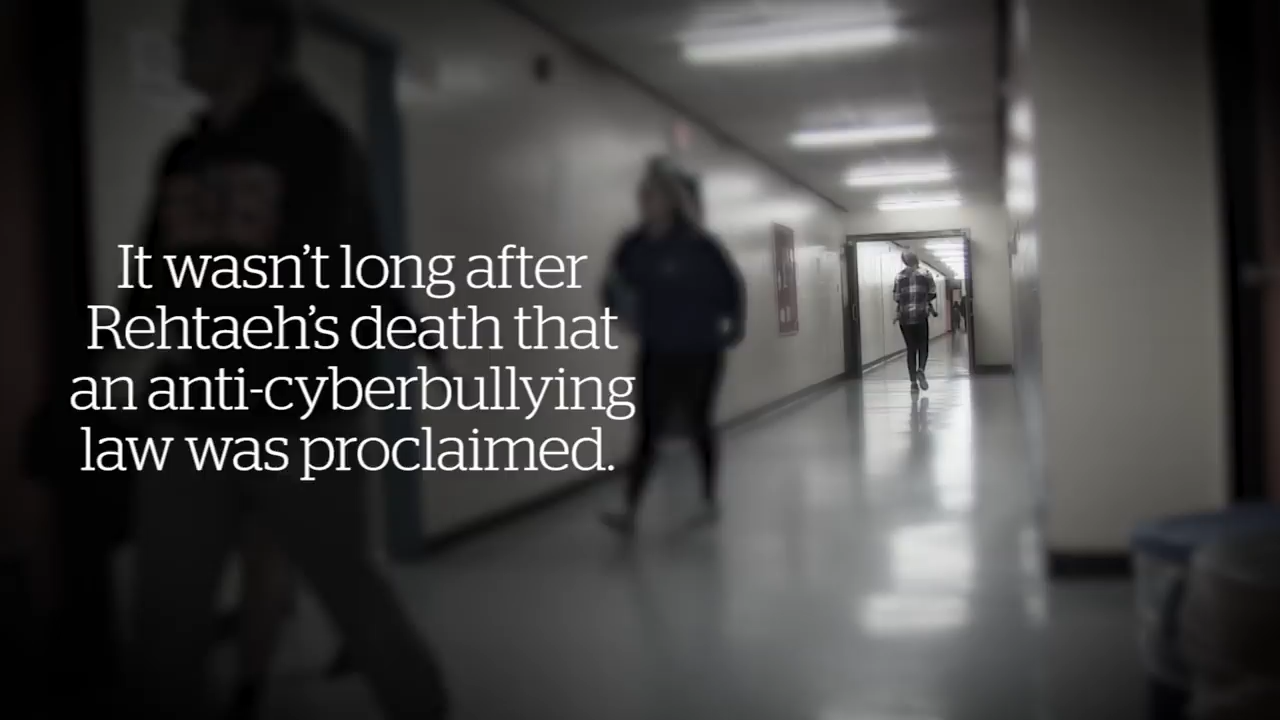 It wasn’t long after
Rehtaeh’s death that
an anti-cyberbullying
law was proclaimed.